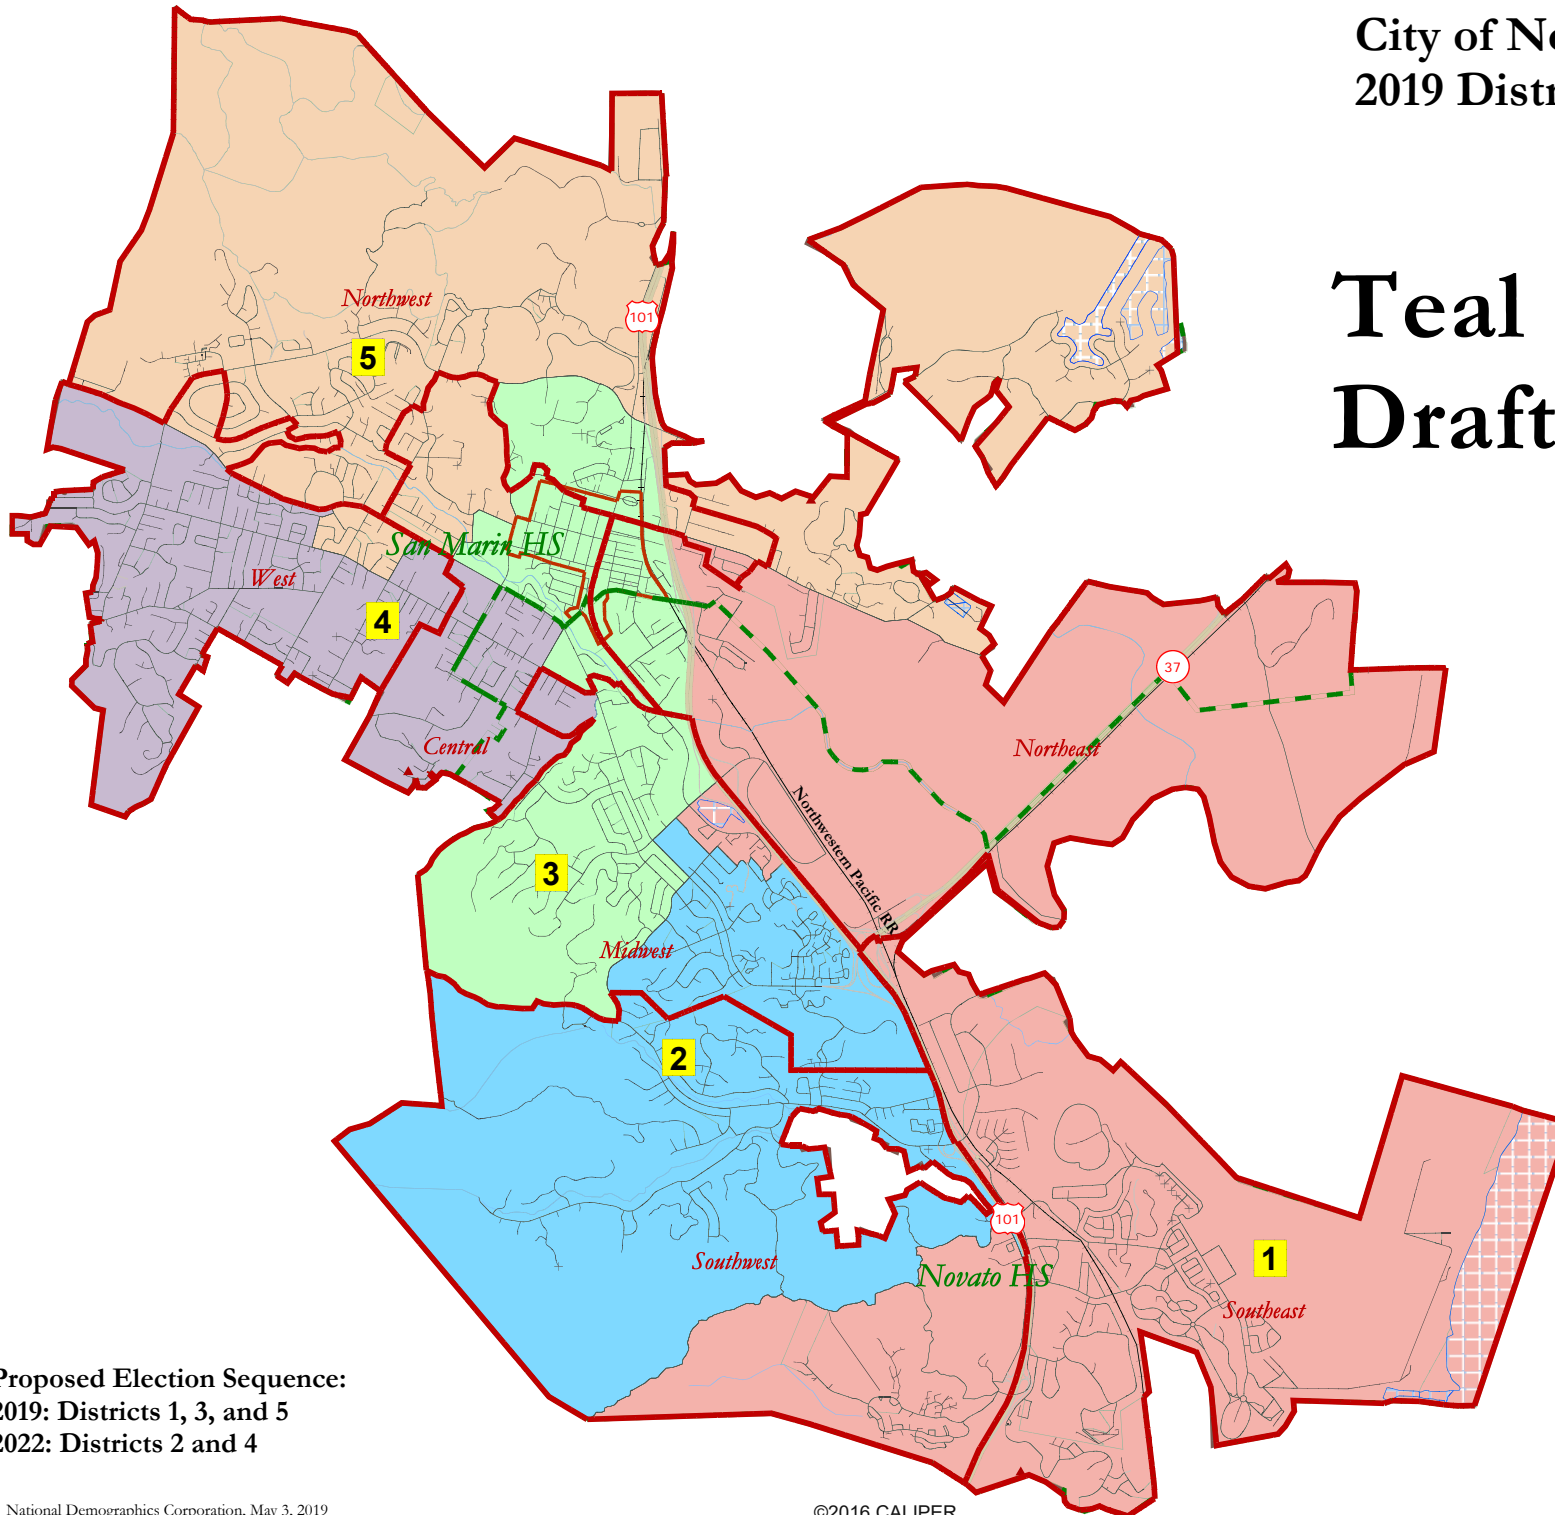 City of
2019
Teal
Draft
101
Northwest
5
San Marin HS
West
4
Central
37
Northeast
Northwestern Pacific RR
3
Midwest
2
Southwest
101
Novato HS
1
Southeast
Proposed Election Sequence:
2019: Districts 1, 3, and 5
2022: Districts 2 and 4
National Demographics Corporation, May 3, 2019
©2016 CALIPER